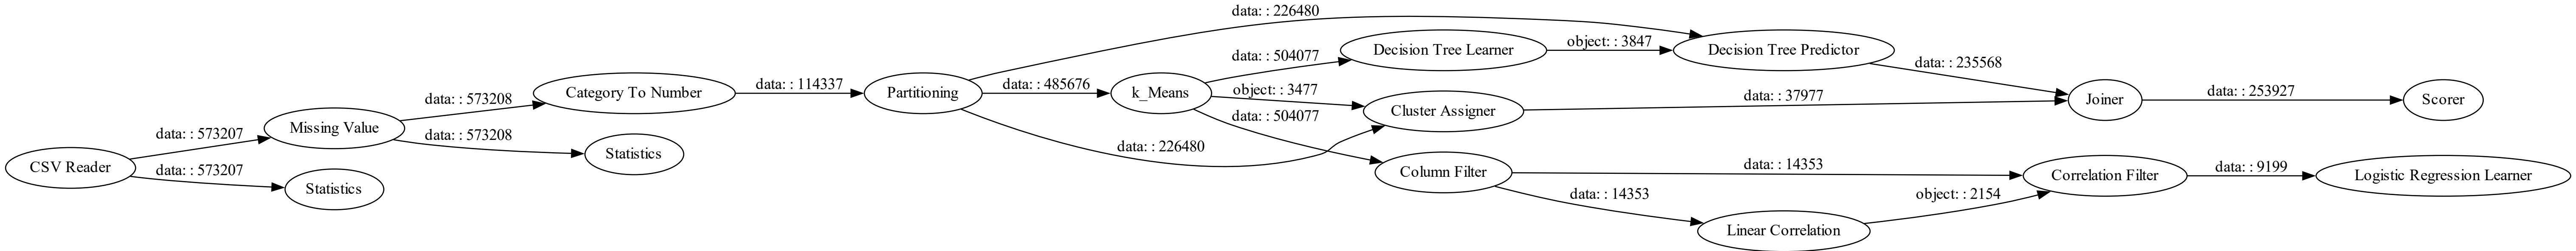 CSV Reader
data: : 573207
data: : 573207
Missing Value
Statistics
data: : 573208
data: : 573208
Category To Number
Statistics
data: : 114337
Partitioning
data: : 226480
data: : 485676
data: : 226480
k_Means
data: : 504077
object: : 3477
data: : 504077
Decision Tree Learner
Cluster Assigner
Column Filter
object: : 3847
data: : 37977
data: : 14353
data: : 14353
Decision Tree Predictor
Linear Correlation
data: : 235568
object: : 2154
Joiner
Correlation Filter
data: : 253927
data: : 9199
Scorer
Logistic Regression Learner